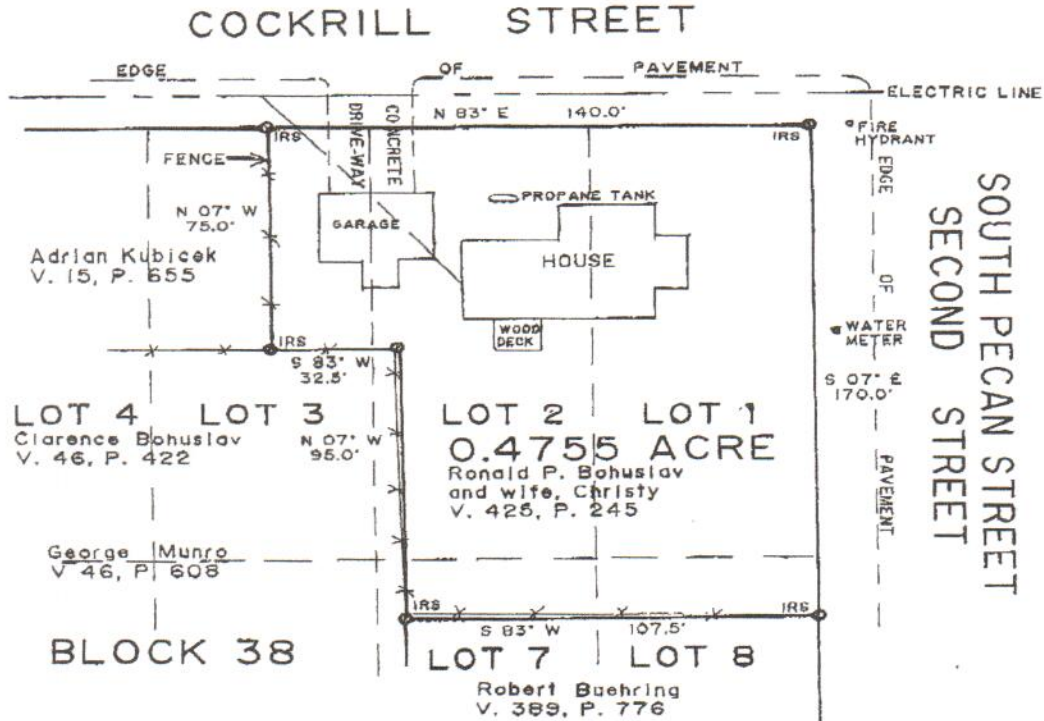 COCKRILL STREET
EDGE OF PAVEMENT
ELECTRIC LINE
N 83° E 140.0'
IRS
DRIVE-WAY
CONCRETE
FIRE
HYDRANT
FENCE
EDGE
OF
PAVEMENT
SOUTH PECAN STREET
SECOND STREET
N 07° W
75.0'
PROPANE TANK
GARAGE
HOUSE
Adrian Kubicek
V. 15, P. 655
WOOD
DECK
WATER
METER
IRS
S 83° W
32.5'
S 07° E
170.0'
LOT 4 LOT 3
LOT 2 LOT 1
Clarence Bohuslav
V. 46, P. 422
N 07° W
95.0'
0.4755 ACRE
Ronald P. Bohuslav
and wife, Christy
V. 425, P. 245
George Munro
V 46, P 608
IRS
IRS
S 83° W 107.5'
BLOCK 38
LOT 7 LOT 8
Robert Buehring
V. 389, P. 776